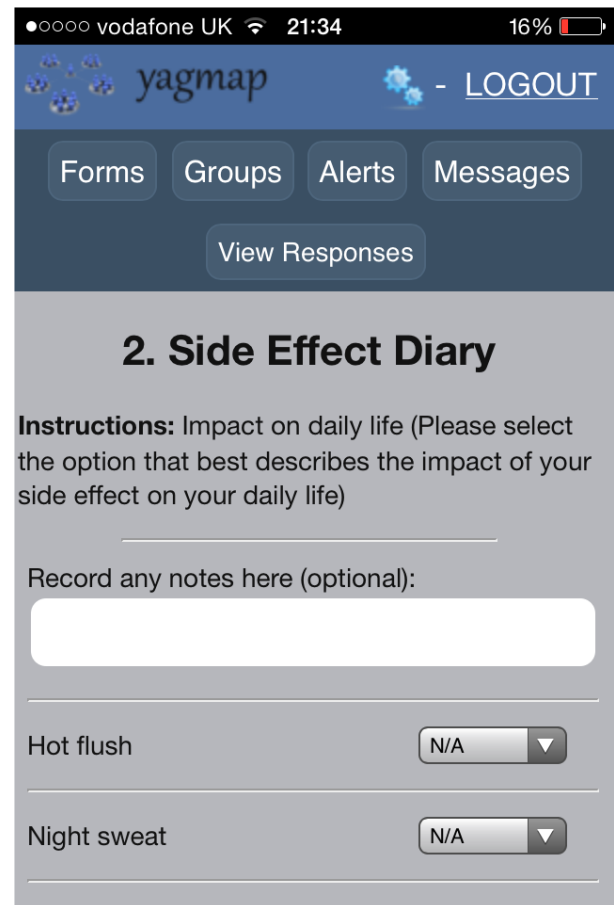 vodafone UK 21:34 16%
yagmap - LOGOUT
Forms Groups Alerts Messages
View Responses
2. Side Effect Diary
Instructions: Impact on daily life (Please select
the option that best describes the impact of your
side effect on your daily life)
Record any notes here (optional):
Hot flush N/A
Night sweat N/A